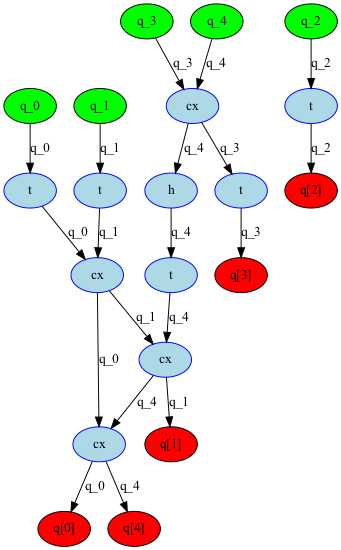 q_3 q_4 q_2
q_3 q_4 q_2
q_0 q_1 cx t
q_0 q_1 q_4 q_3 q_2
t t h t q[2]
q_0 q_1 q_4 q_3
cx t q[3]
q_1 q_4
q_0 cx
q_4 q_1
cx q[1]
q_0 q_4
q[0] q[4]